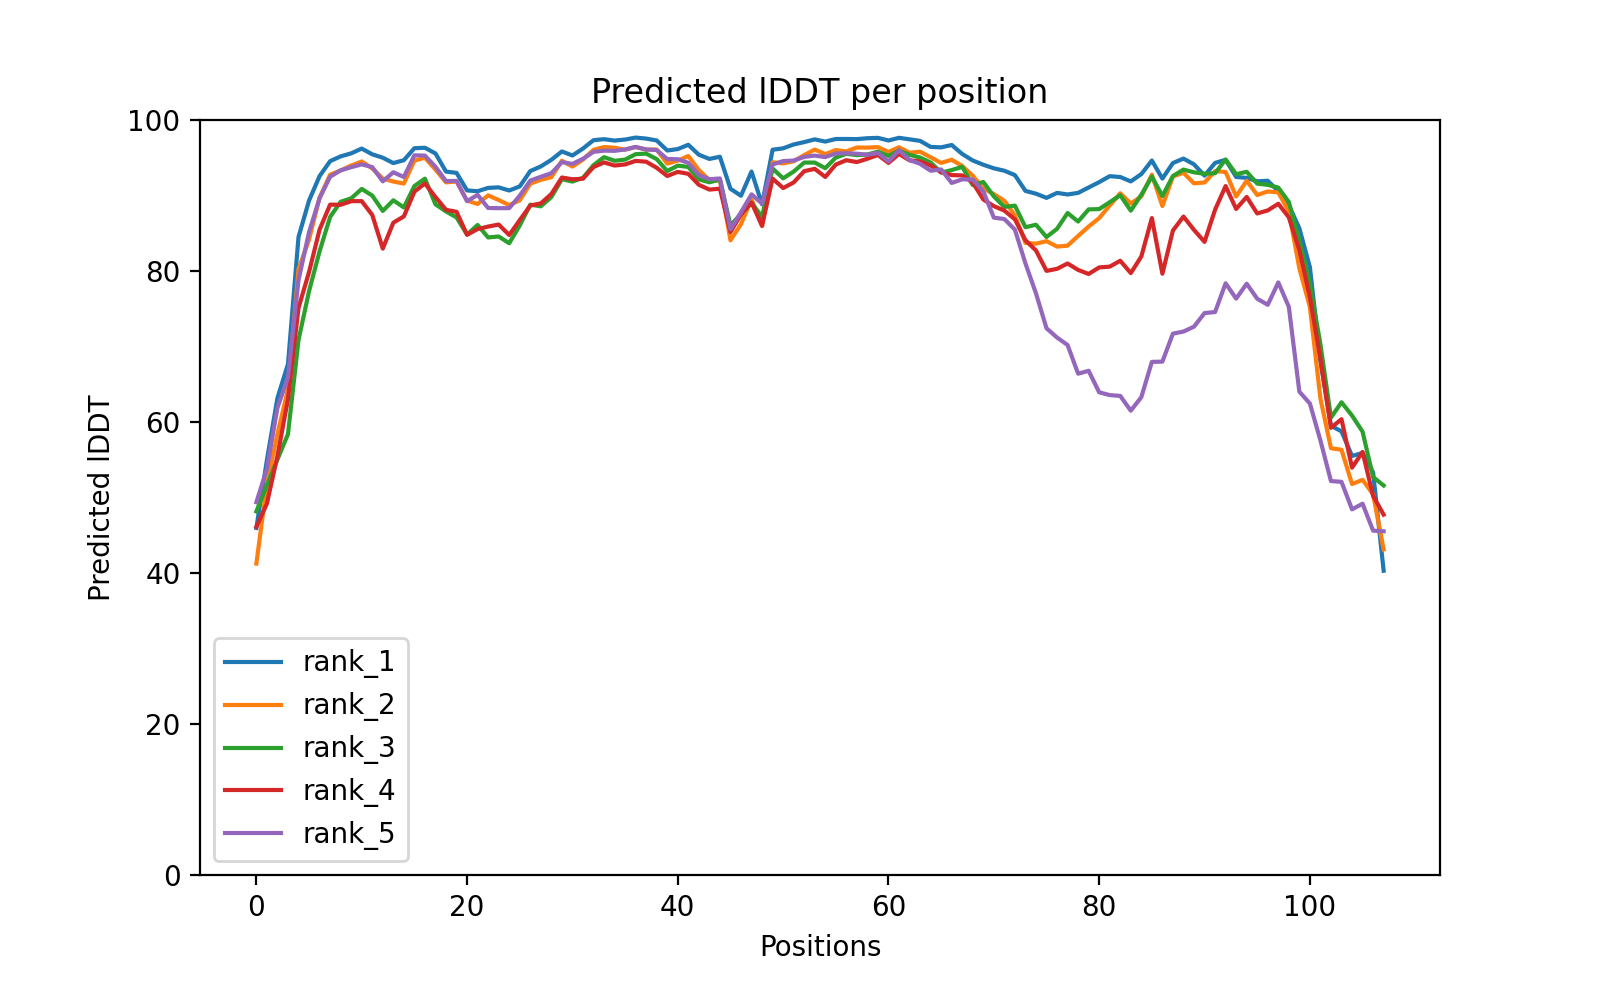 Predicted lDDT per position
100
80
60
40
20
0
Predicted lDDT
rank_1
rank_2
rank_3
rank_4
rank_5
0 20 40 60 80 100
Positions